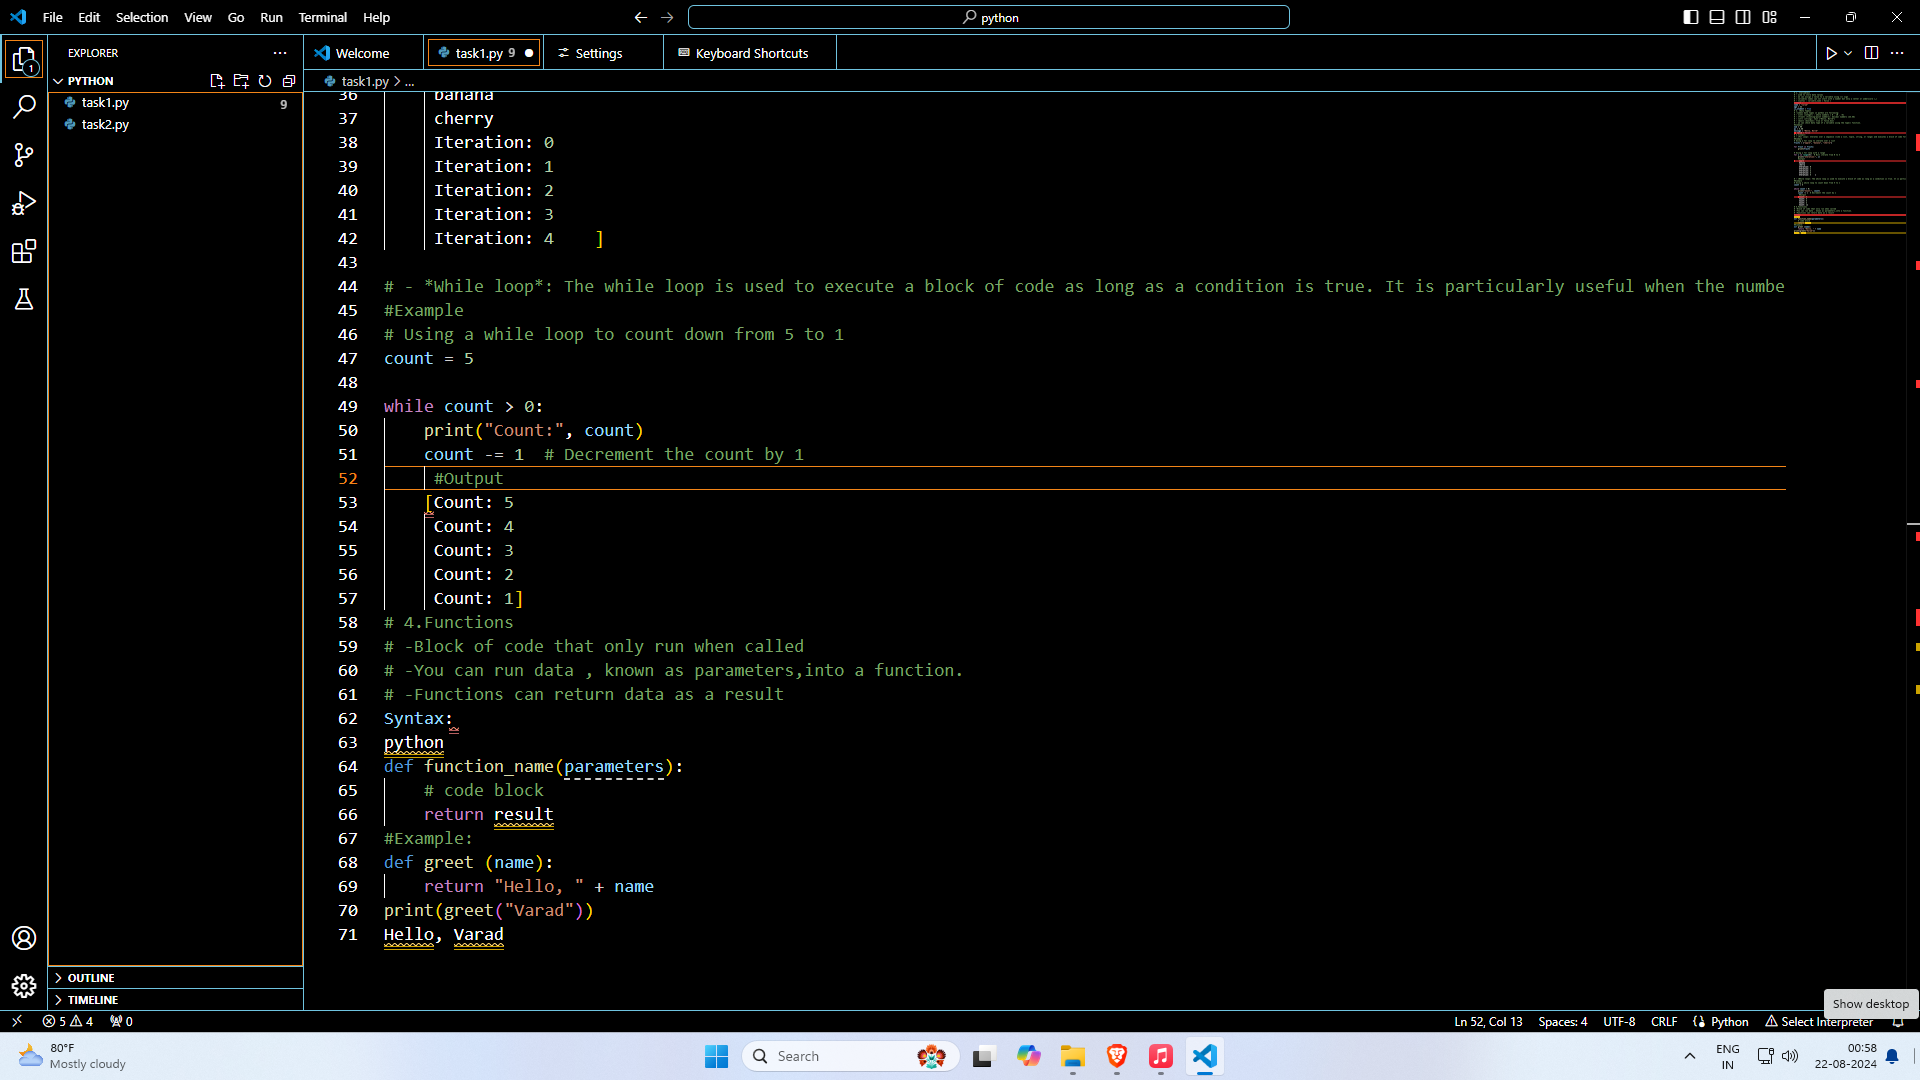 File Edit Selection View Go Run Terminal Help
python
EXPLORER
PYTHON
task1.py 9
task2.py
OUTLINE
TIMELINE
Welcome
task1.py 9
Settings
Keyboard Shortcuts
task1.py > ...
36 banana
37 cherry
38 Iteration: 0
39 Iteration: 1
40 Iteration: 2
41 Iteration: 3
42 Iteration: 4    ]
43
44 # - *While loop*: The while loop is used to execute a block of code as long as a condition is true. It is particularly useful when the numbe
45 #Example
46 # Using a while loop to count down from 5 to 1
47 count = 5
48
49 while count > 0:
50     print("Count:", count)
51     count -= 1  # Decrement the count by 1
52      #Output
53     [Count: 5
54      Count: 4
55      Count: 3
56      Count: 2
57      Count: 1]
58 # 4.Functions
59 # -Block of code that only run when called
60 # -You can run data , known as parameters,into a function.
61 # -Functions can return data as a result
62 Syntax:
63 python
64 def function_name(parameters):
65     # code block
66     return result
67 #Example:
68 def greet (name):
69     return "Hello, " + name
70 print(greet("Varad"))
71 Hello, Varad
Show desktop
5 4 0
Ln 52, Col 13 Spaces: 4 UTF-8 CRLF Python Select Interpreter
80°F
Mostly cloudy
Search
ENG
IN
00:58
22-08-2024